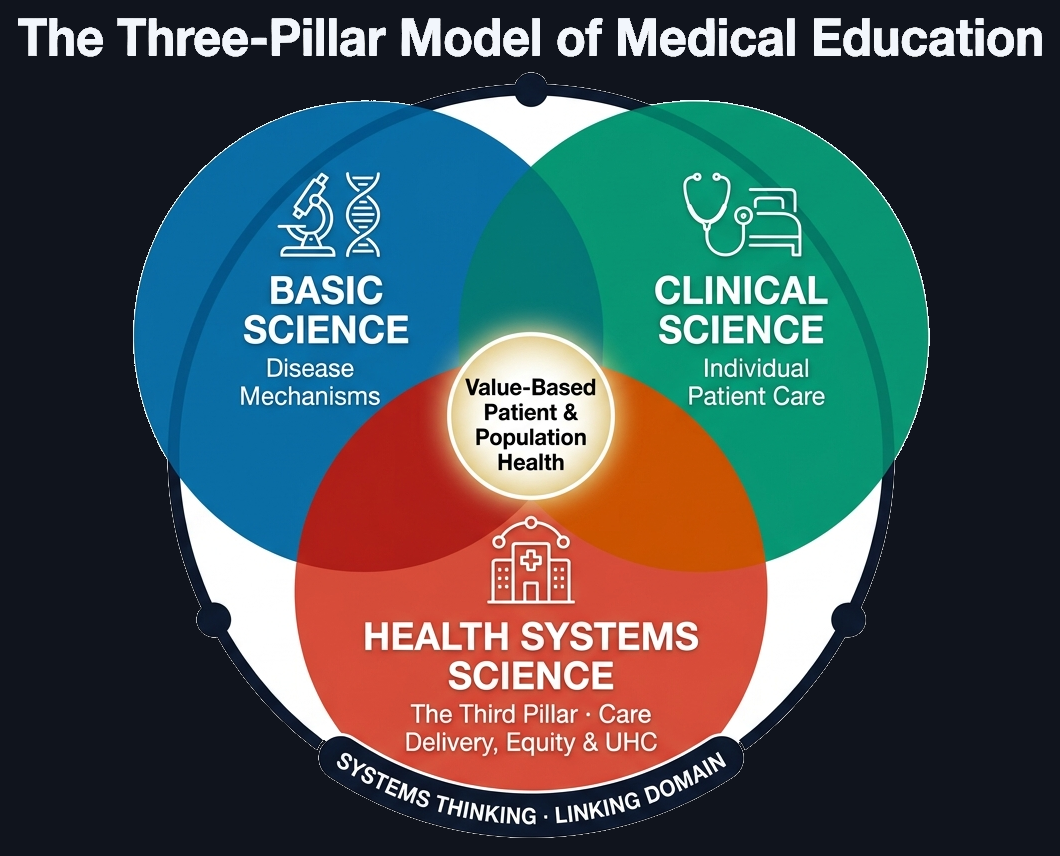 The Three-Pillar Model of Medical Education
BASIC
SCIENCE
Disease
Mechanisms
CLINICAL
SCIENCE
Individual
Patient Care
Value-Based
Patient &
Population
Health
HEALTH SYSTEMS
SCIENCE
The Third Pillar · Care
Delivery, Equity & UHC
SYSTEMS THINKING · LINKING DOMAIN